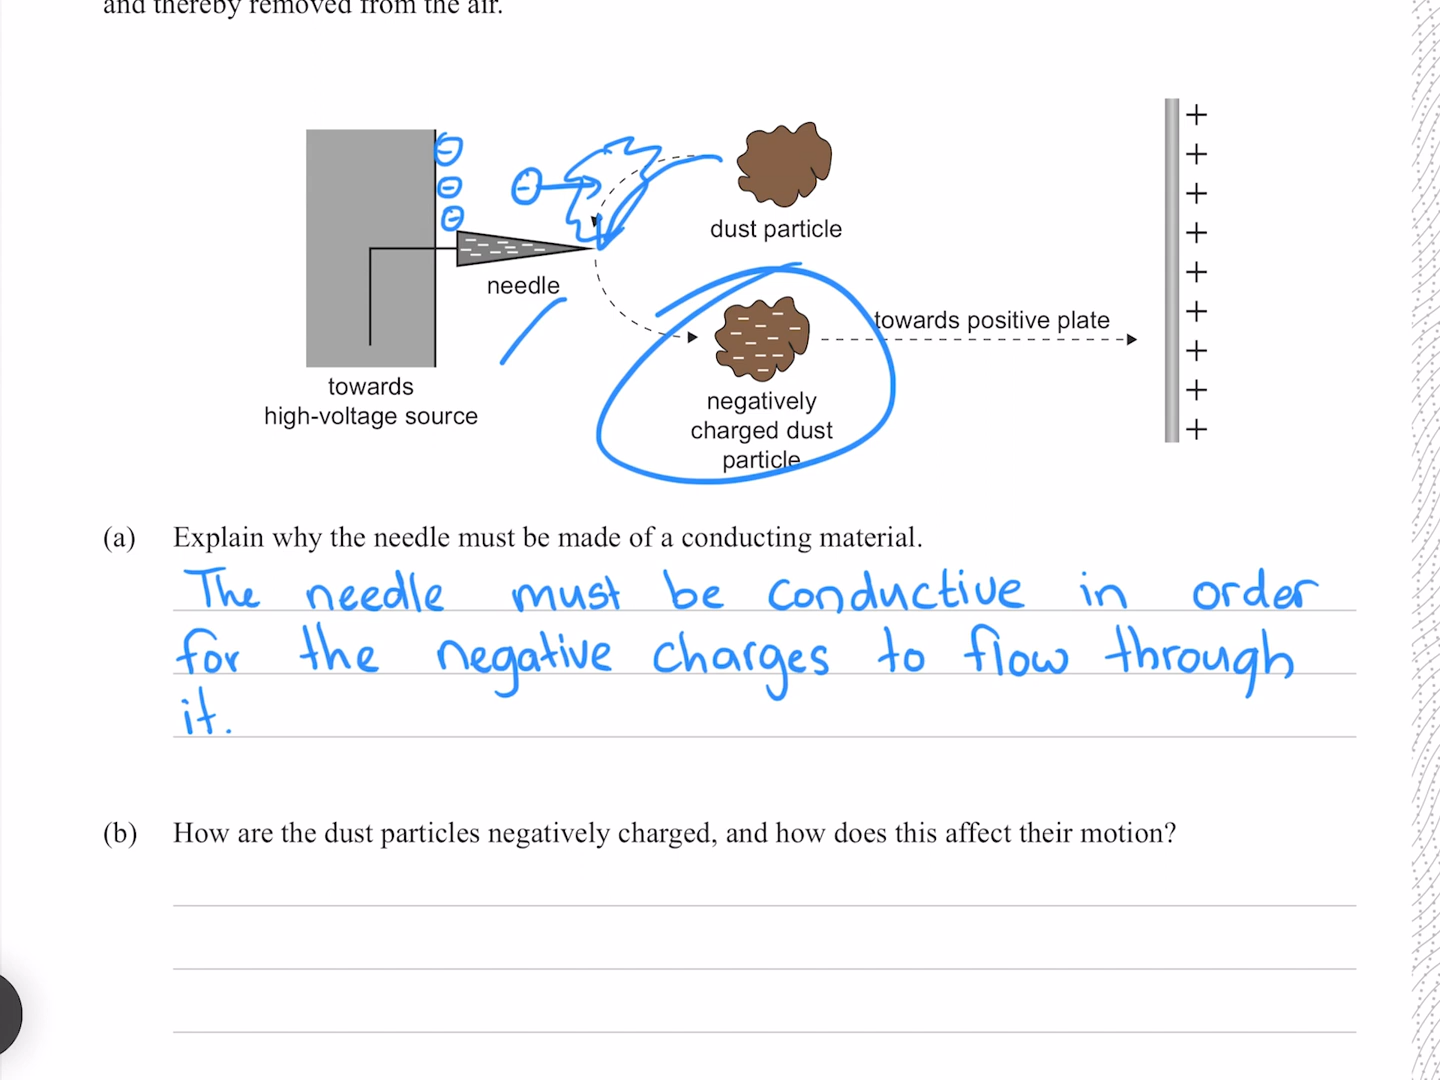 and thereby removed from the air.
dust particle
needle
towards positive plate
towards
high-voltage source
negatively
charged dust
particle
(a) Explain why the needle must be made of a conducting material.
The needle must be conductive in order
for the negative charges to flow through
it.
(b) How are the dust particles negatively charged, and how does this affect their motion?